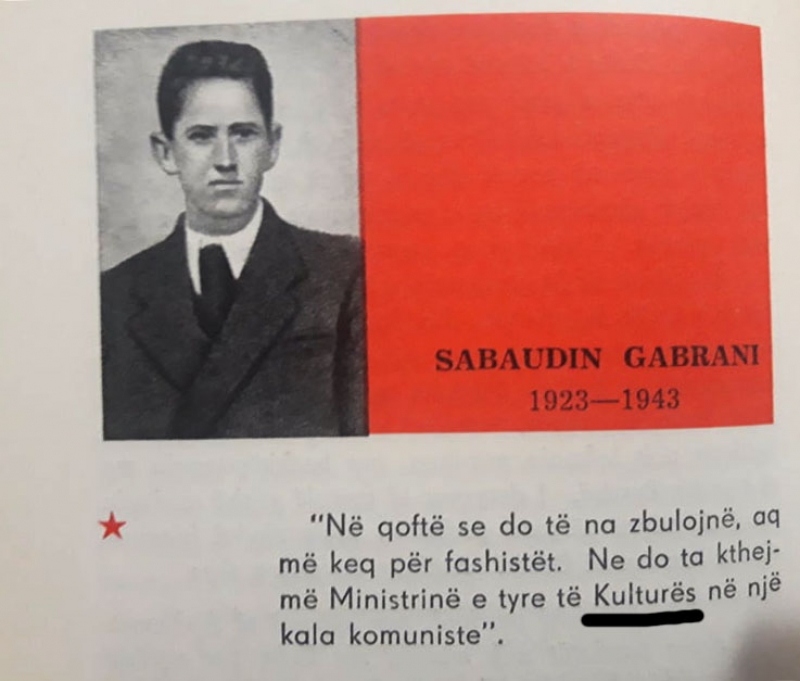 SABAUDIN GABRANI
1923—1943
"Në qoftë se do të na zbulojnë, aq
më keq për fashistët. Ne do ta kthej-
më Ministrinë e tyre të Kulturës në një
kala komuniste".